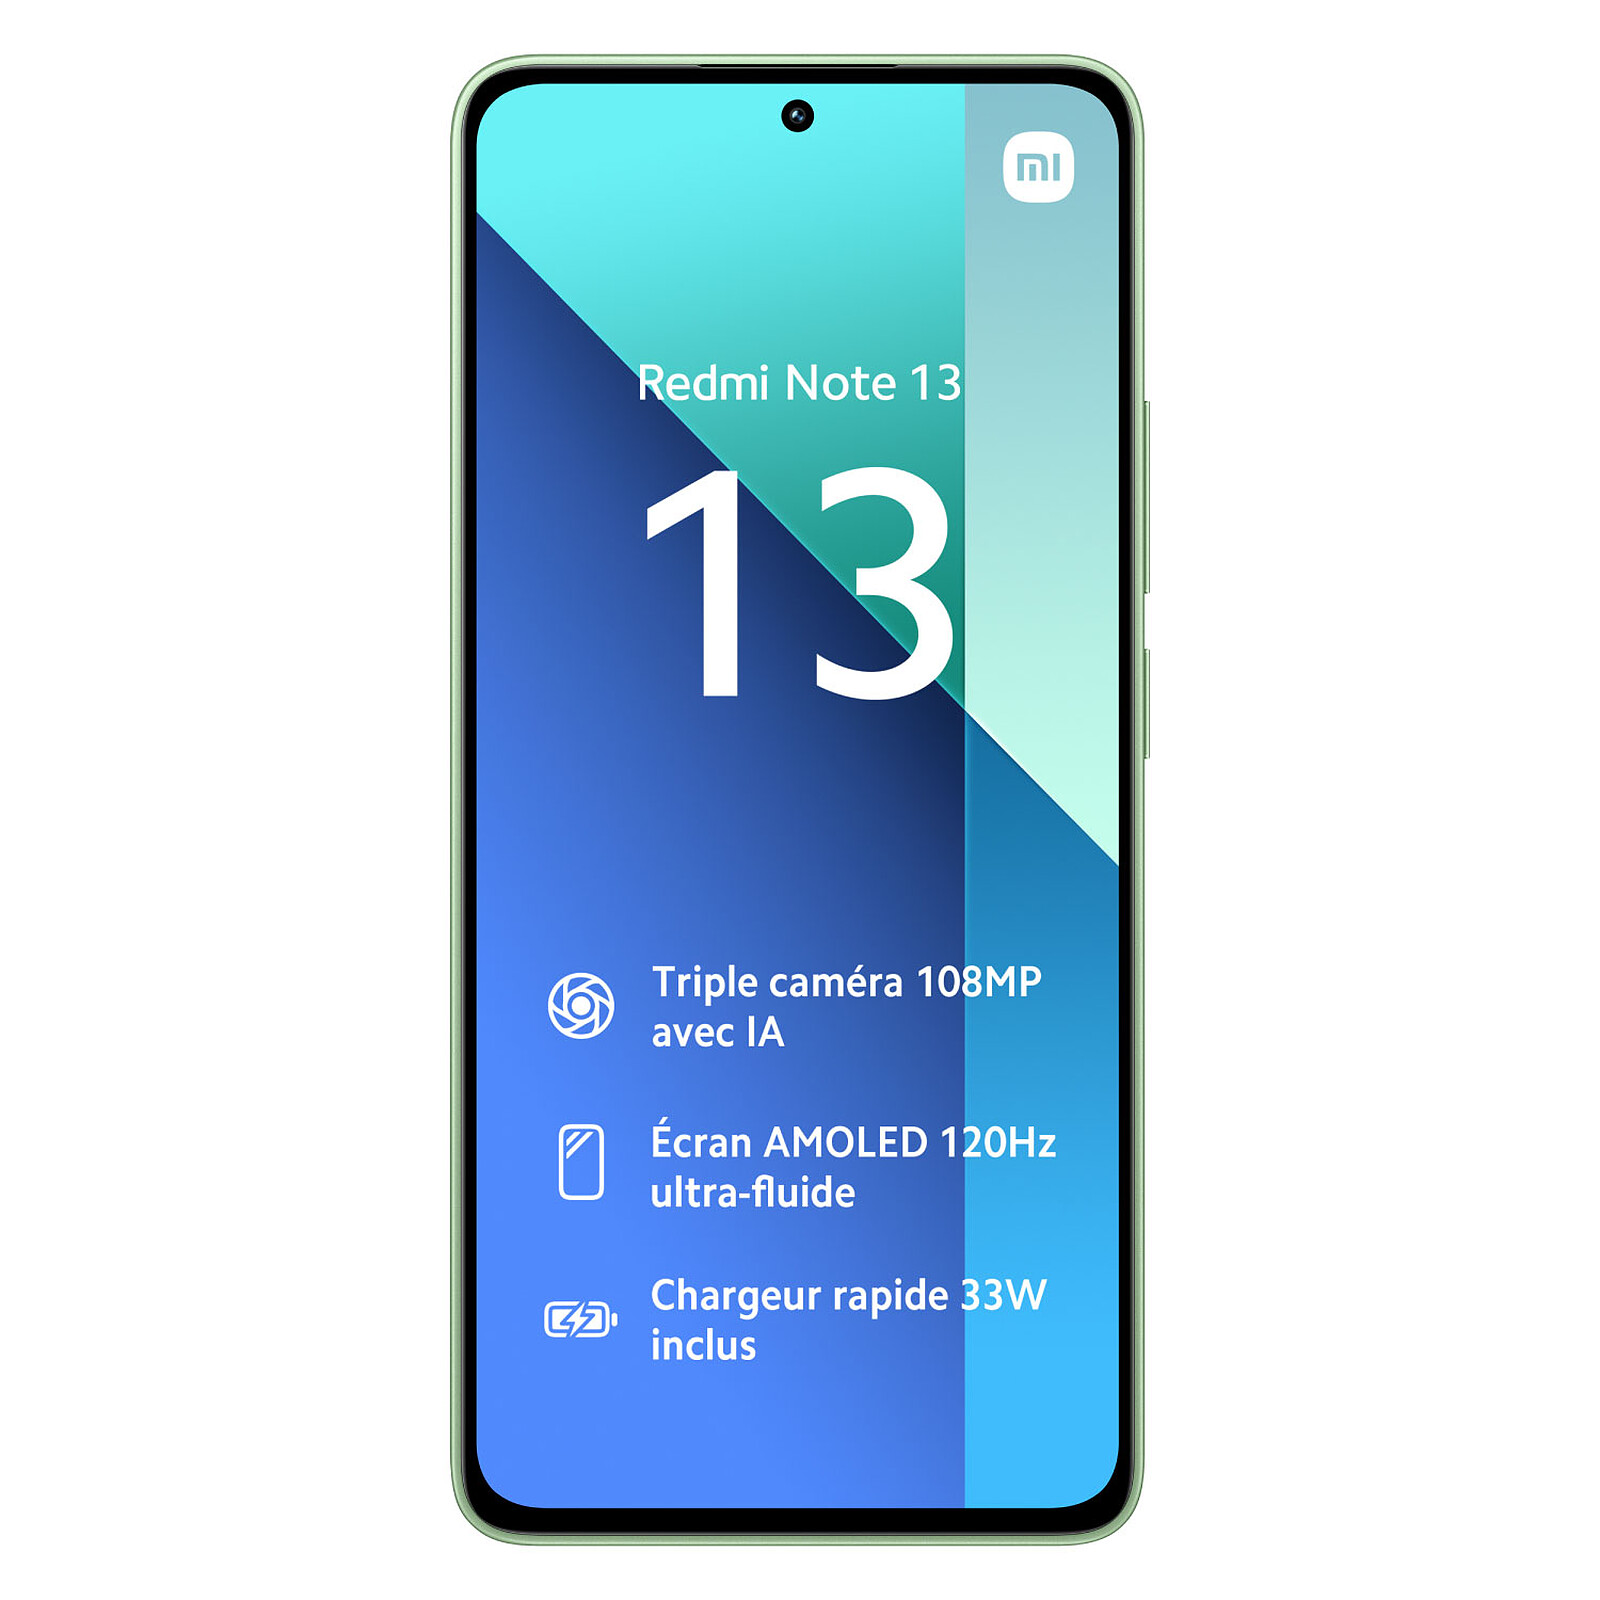 mi
Redmi Note 13
13
Triple caméra 108MP
avec IA
Écran AMOLED 120Hz
ultra-fluide
Chargeur rapide 33W
inclus